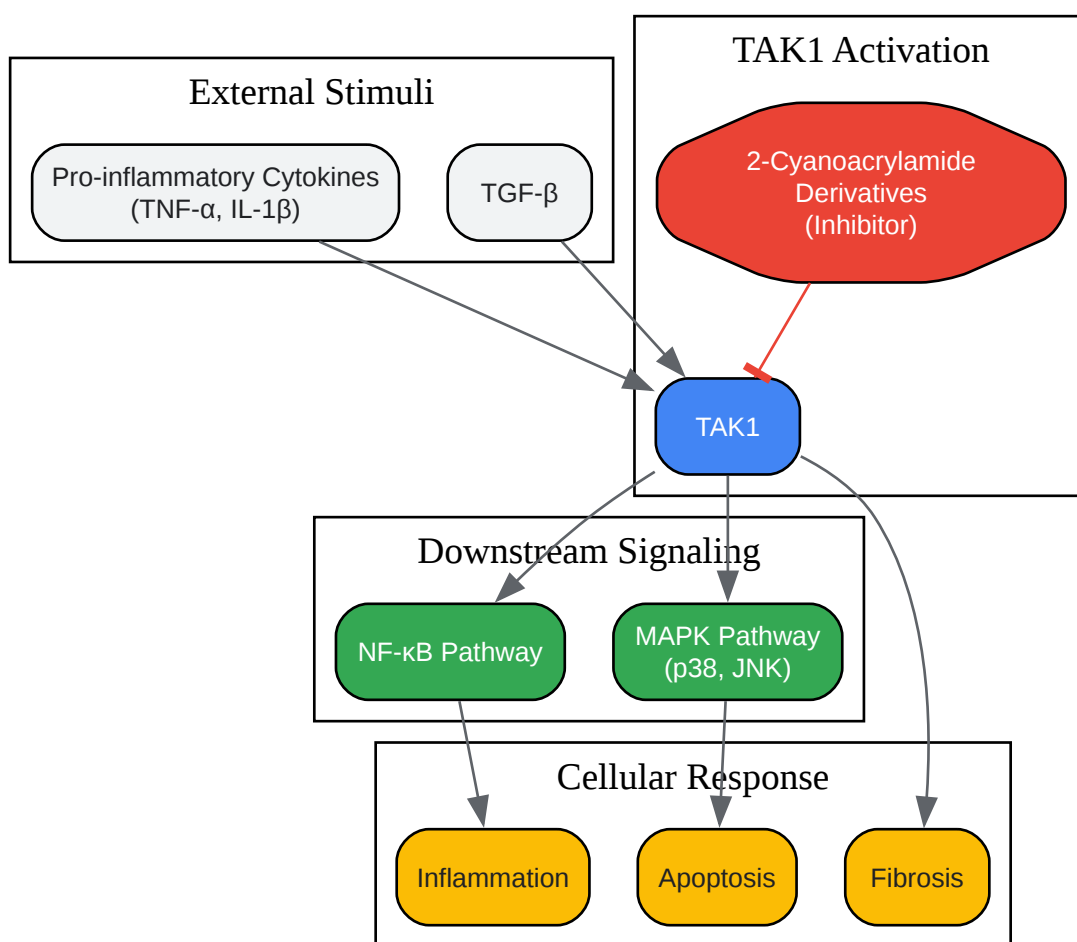 External Stimuli
Pro-inflammatory Cytokines
(TNF-α, IL-1β)
TGF-β
TAK1 Activation
2-Cyanoacrylamide
Derivatives
(Inhibitor)
TAK1
Downstream Signaling
NF-κB Pathway
MAPK Pathway
(p38, JNK)
Cellular Response
Inflammation
Apoptosis
Fibrosis